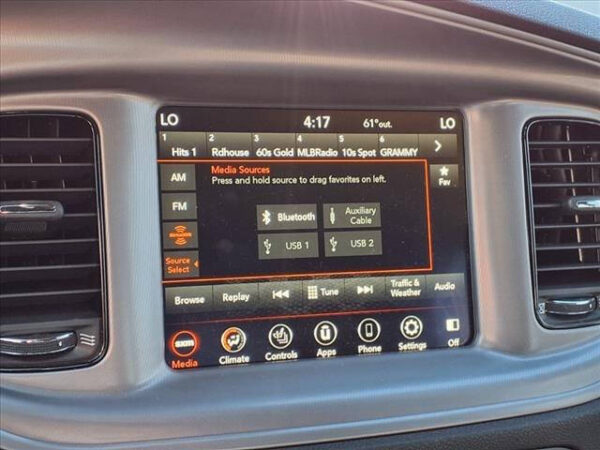 LO 4:17 61°out. LO
1 2 3 4 5 6
Hits 1 Rdhouse 60s Gold MLBRadio 10s Spot GRAMMY
Media Sources
AM Press and hold source to drag favorites on left. Fav
Bluetooth Auxiliary
Cable
FM
SiriusXM
USB 1 USB 2
Source
Select
Browse Replay Tune Traffic &
Weather Audio
SXM
Media Climate Controls Apps Phone Settings Off